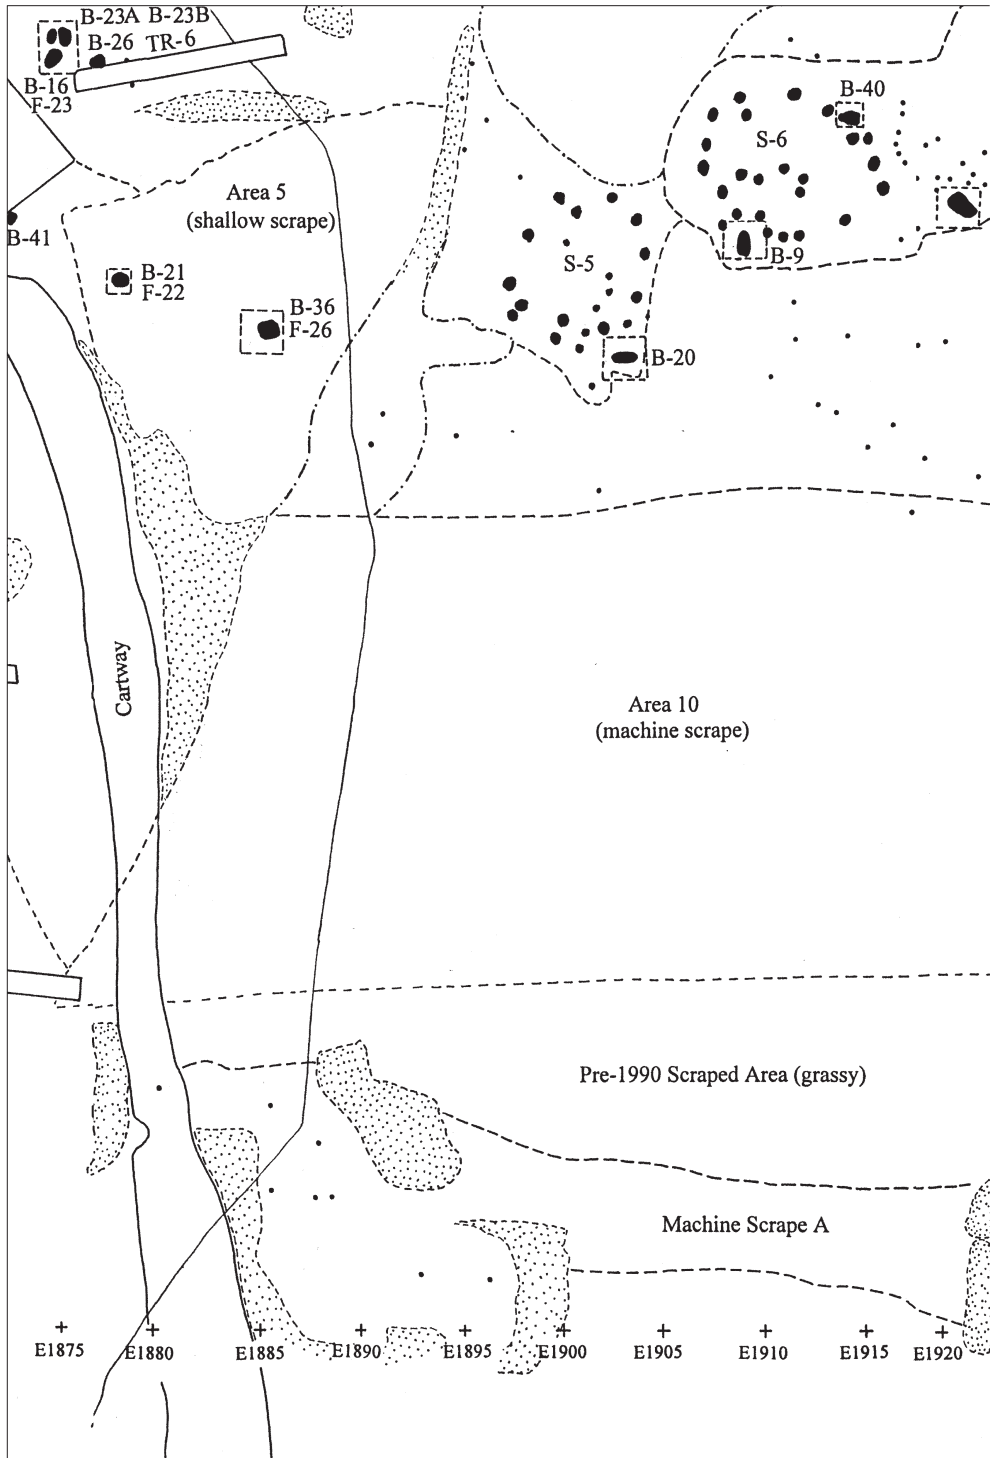 B-23A B-23B
B-26 TR-6
B-16
F-23
B-40
S-6
Area 5
(shallow scrape)
B-41
B-21
F-22
S-5
B-9
B-36
F-26
B-20
Cartway
Area 10
(machine scrape)
Pre-1990 Scraped Area (grassy)
Machine Scrape A
E1875 E1880 E1885 E1890 E1895 E1900 E1905 E1910 E1915 E1920